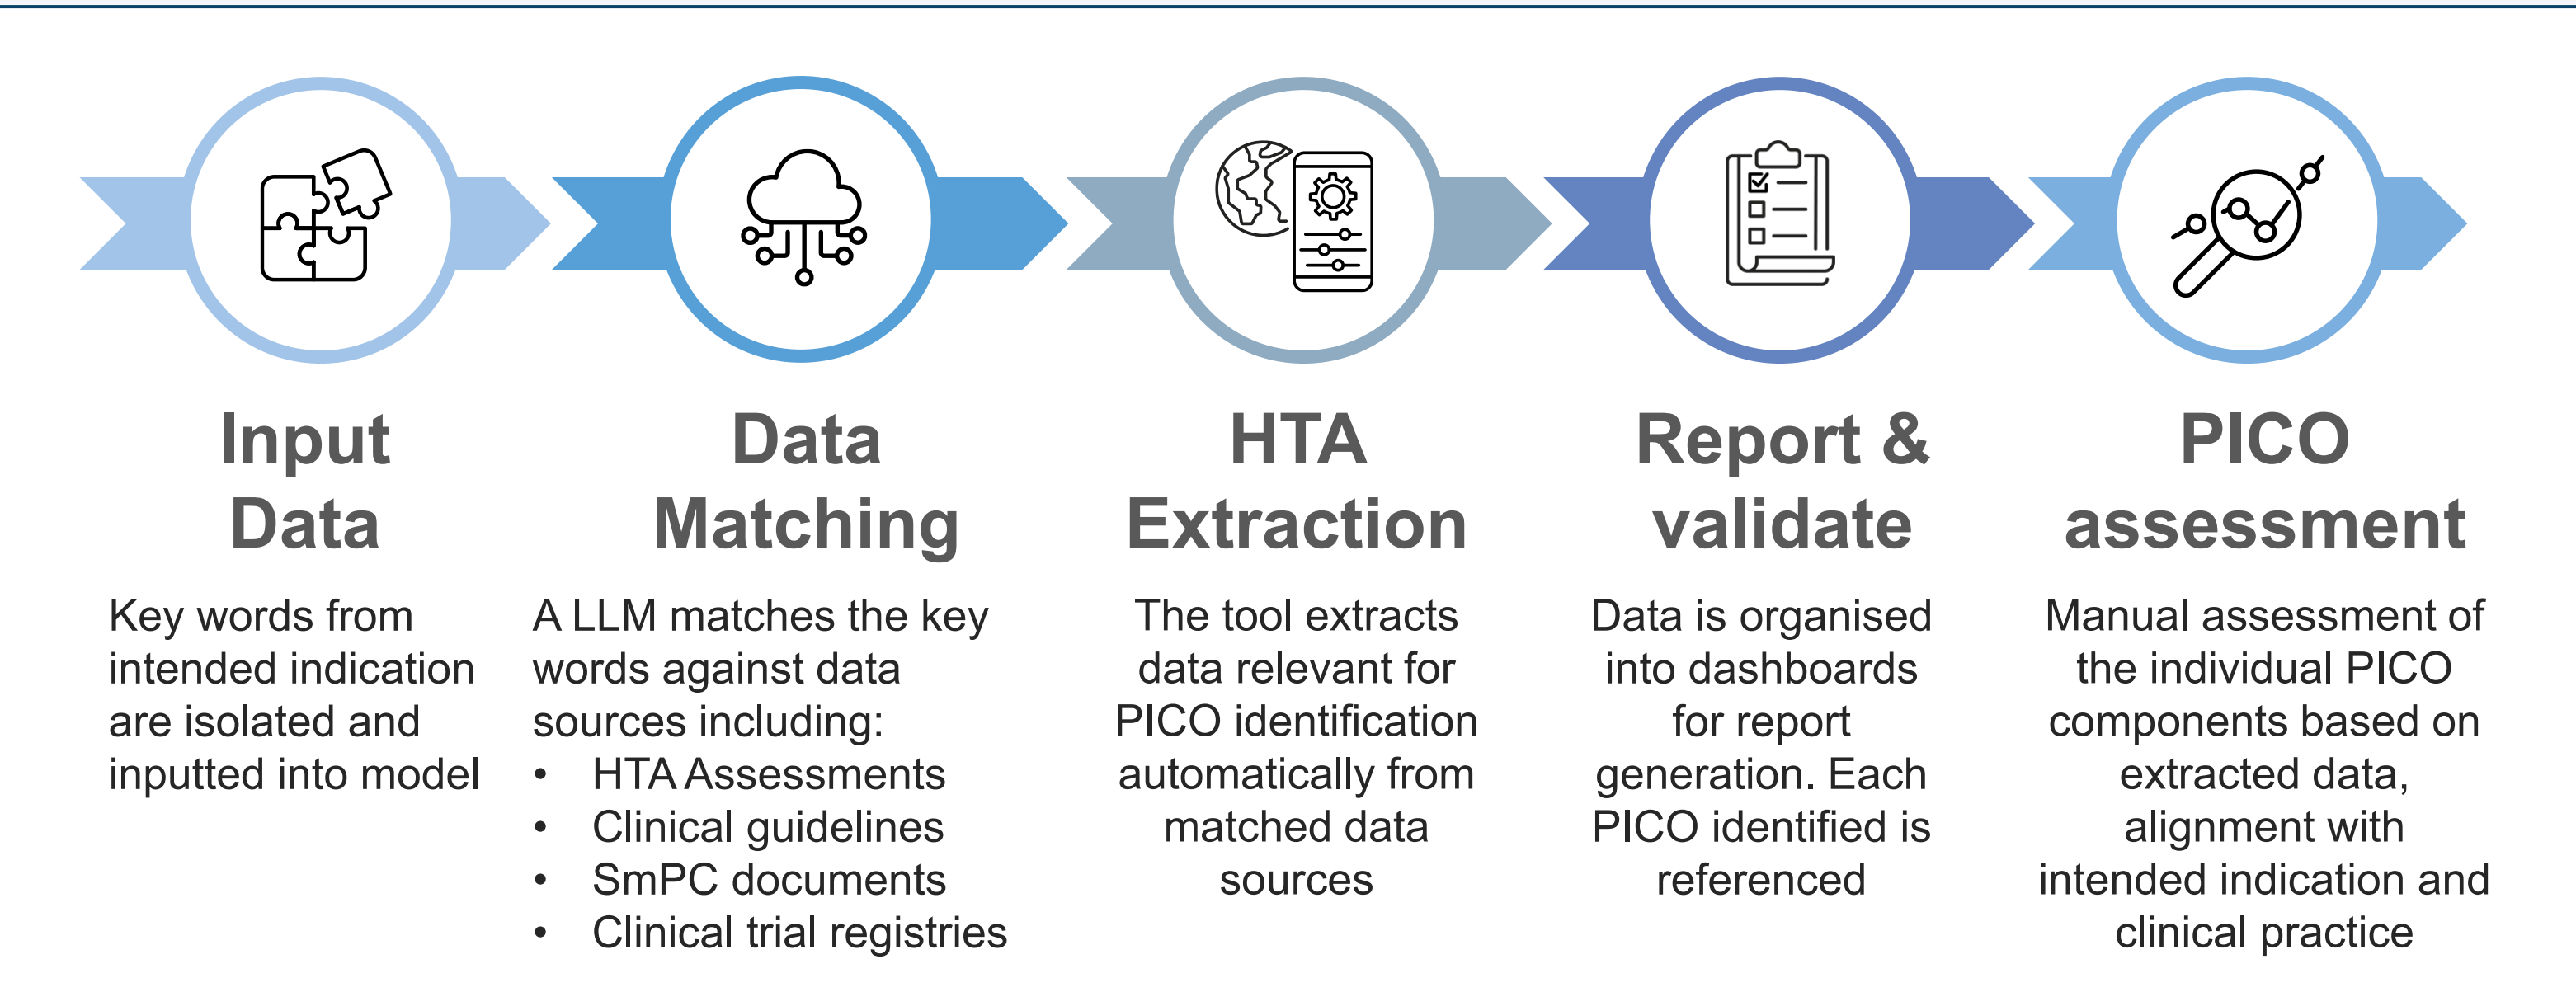 Input
Data
Key words from
intended indication
are isolated and
inputted into model
Data
Matching
A LLM matches the key
words against data
sources including:
• HTA Assessments
• Clinical guidelines
• SmPC documents
• Clinical trial registries
HTA
Extraction
The tool extracts
data relevant for
PICO identification
automatically from
matched data
sources
Report &
validate
Data is organised
into dashboards
for report
generation. Each
PICO identified is
referenced
PICO
assessment
Manual assessment of
the individual PICO
components based on
extracted data,
alignment with
intended indication and
clinical practice